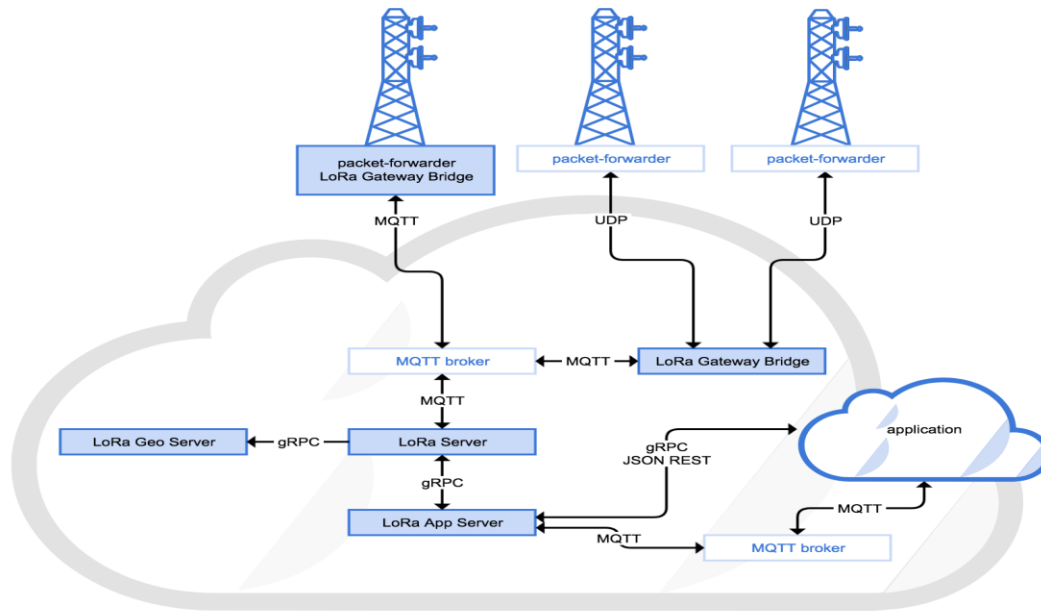 packet-forwarder
LoRa Gateway Bridge
packet-forwarder
packet-forwarder
MQTT
UDP
UDP
MQTT broker
MQTT
LoRa Gateway Bridge
MQTT
LoRa Geo Server
gRPC
LoRa Server
gRPC
JSON REST
application
gRPC
LoRa App Server
MQTT
MQTT
MQTT broker